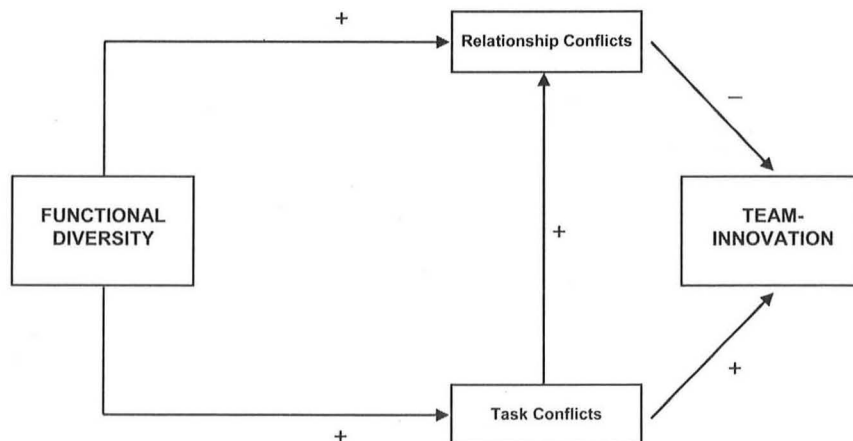 +
Relationship Conflicts
–
FUNCTIONAL
DIVERSITY
+
TEAM-
INNOVATION
+
Task Conflicts
+